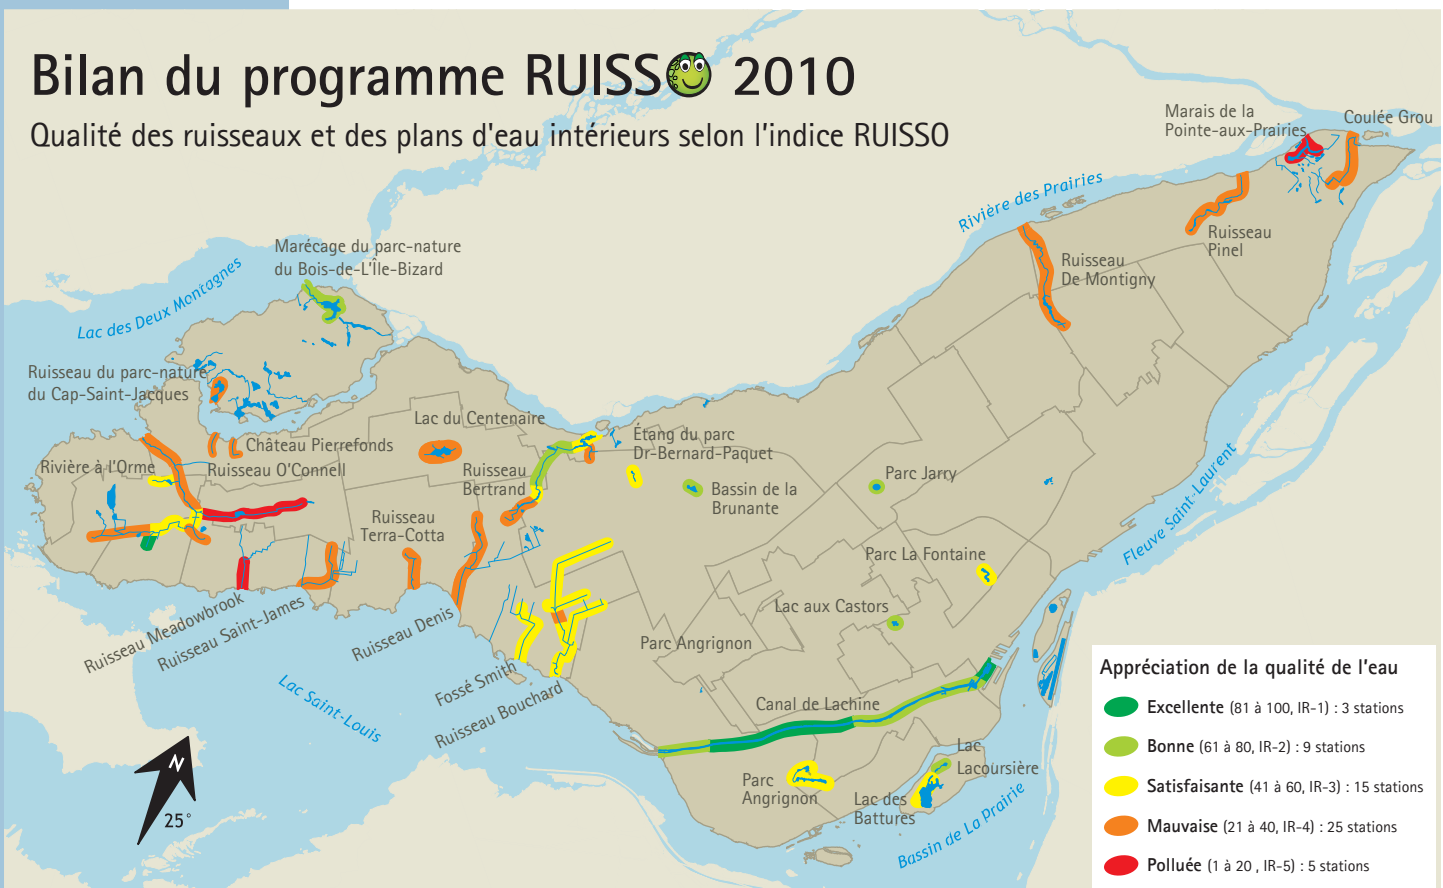 Bilan du programme RUISSO 2010
Qualité des ruisseaux et des plans d'eau intérieurs selon l'indice RUISSO
Marais de la
Pointe-aux-Prairies
Coulée Grou
Rivière des Prairies
Ruisseau
Pinel
Ruisseau
De Montigny
Marécage du parc-nature
du Bois-de-L'Île-Bizard
Lac des Deux Montagnes
Ruisseau du parc-nature
du Cap-Saint-Jacques
Lac du Centenaire
Château Pierrefonds
Rivière à l'Orme
Ruisseau O'Connell
Étang du parc
Dr-Bernard-Paquet
Ruisseau
Bertrand
Bassin de la
Brunante
Parc Jarry
Ruisseau
Terra-Cotta
Fleuve Saint-Laurent
Parc La Fontaine
Lac aux Castors
Ruisseau Meadowbrook
Ruisseau Saint-James
Ruisseau Denis
Parc Angrignon
Fossé Smith
Ruisseau Bouchard
Lac Saint-Louis
Canal de Lachine
Lac
Lacoursière
Parc
Angrignon
Lac des
Battures
Bassin de La Prairie
N
25°
Appréciation de la qualité de l'eau
Excellente (81 à 100, IR-1) : 3 stations
Bonne (61 à 80, IR-2) : 9 stations
Satisfaisante (41 à 60, IR-3) : 15 stations
Mauvaise (21 à 40, IR-4) : 25 stations
Polluée (1 à 20 , IR-5) : 5 stations